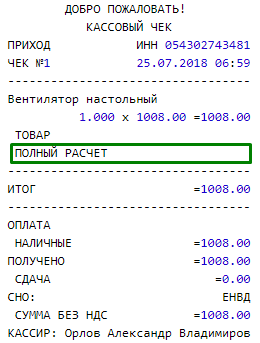 ДОБРО ПОЖАЛОВАТЬ!
КАССОВЫЙ ЧЕК
ПРИХОД ИНН 054302743481
ЧЕК №1 25.07.2018 06:59
Вентилятор настольный
1.000 x 1008.00 =1008.00
ТОВАР
ПОЛНЫЙ РАСЧЕТ
ИТОГ =1008.00
ОПЛАТА
НАЛИЧНЫЕ =1008.00
ПОЛУЧЕНО =1008.00
СДАЧА =0.00
СНО: ЕНВД
СУММА БЕЗ НДС =1008.00
КАССИР: Орлов Александр Владимиров